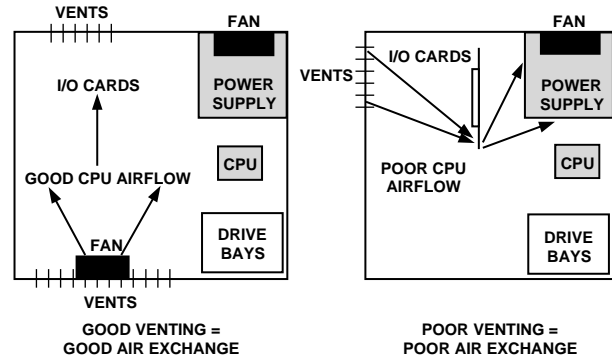 VENTS
FAN
I/O CARDS
POWER
SUPPLY
CPU
GOOD CPU AIRFLOW
FAN
DRIVE
BAYS
VENTS
GOOD VENTING =
GOOD AIR EXCHANGE
FAN
VENTS
I/O CARDS
POWER
SUPPLY
CPU
POOR CPU
AIRFLOW
DRIVE
BAYS
POOR VENTING =
POOR AIR EXCHANGE